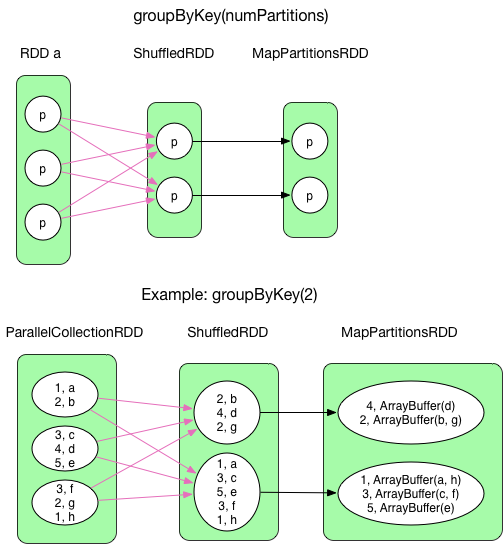 groupByKey(numPartitions)
RDD a
ShuffledRDD
MapPartitionsRDD
p
p
p
p
p
p
p
Example: groupByKey(2)
ParallelCollectionRDD
ShuffledRDD
MapPartitionsRDD
1, a
2, b
3, c
4, d
5, e
3, f
2, g
1, h
2, b
4, d
2, g
1, a
3, c
5, e
3, f
1, h
4, ArrayBuffer(d)
2, ArrayBuffer(b, g)
1, ArrayBuffer(a, h)
3, ArrayBuffer(c, f)
5, ArrayBuffer(e)